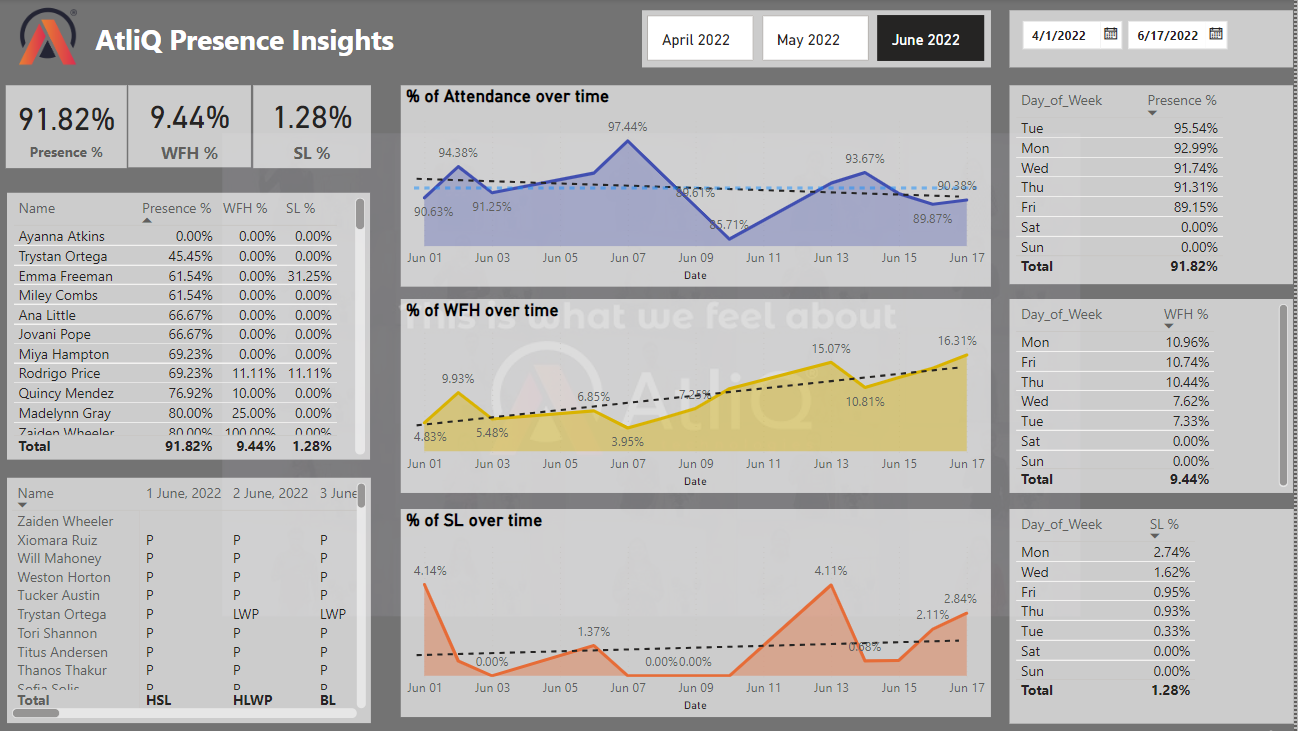 AtliQ Presence Insights
April 2022
May 2022
June 2022
4/1/2022
6/17/2022
91.82%
Presence %
9.44%
WFH %
1.28%
SL %
Name Presence % WFH % SL %
Ayanna Atkins 0.00% 0.00% 0.00%
Trystan Ortega 45.45% 0.00% 0.00%
Emma Freeman 61.54% 0.00% 31.25%
Miley Combs 61.54% 0.00% 0.00%
Ana Little 66.67% 0.00% 0.00%
Jovani Pope 66.67% 0.00% 0.00%
Miya Hampton 69.23% 0.00% 0.00%
Rodrigo Price 69.23% 11.11% 11.11%
Quincy Mendez 76.92% 10.00% 0.00%
Madelynn Gray 80.00% 25.00% 0.00%
Zaiden Wheeler 80.00% 100.00% 0.00%
Total 91.82% 9.44% 1.28%
Name 1 June, 2022 2 June, 2022 3 June
Zaiden Wheeler
Xiomara Ruiz P P P
Will Mahoney P P P
Weston Horton P P P
Tucker Austin P P P
Trystan Ortega P LWP LWP
Tori Shannon P P P
Titus Andersen P P P
Thanos Thakur P P P
Sofia Solis
Total HSL HLWP BL
% of Attendance over time
97.44%
94.38%
93.67%
90.63%
91.25%
89.61%
85.71%
89.87%
90.38%
Jun 01 Jun 03 Jun 05 Jun 07 Jun 09 Jun 11 Jun 13 Jun 15 Jun 17
Date
% of WFH over time
This is what we feel about
AtliQ
16.31%
15.07%
9.93%
6.85%
7.25%
10.81%
4.83%
5.48%
3.95%
Jun 01 Jun 03 Jun 05 Jun 07 Jun 09 Jun 11 Jun 13 Jun 15 Jun 17
Date
% of SL over time
4.14%
4.11%
2.84%
2.11%
1.37%
0.68%
0.00%
0.00%
0.00%
Jun 01 Jun 03 Jun 05 Jun 07 Jun 09 Jun 11 Jun 13 Jun 15 Jun 17
Date
Day_of_Week Presence %
Tue 95.54%
Mon 92.99%
Wed 91.74%
Thu 91.31%
Fri 89.15%
Sat 0.00%
Sun 0.00%
Total 91.82%
Day_of_Week WFH %
Mon 10.96%
Fri 10.74%
Thu 10.44%
Wed 7.62%
Tue 7.33%
Sat 0.00%
Sun 0.00%
Total 9.44%
Day_of_Week SL %
Mon 2.74%
Wed 1.62%
Fri 0.95%
Thu 0.93%
Tue 0.33%
Sat 0.00%
Sun 0.00%
Total 1.28%